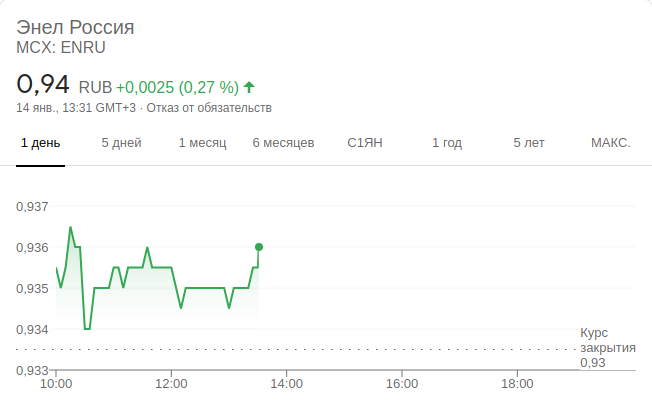 Энел Россия
MCX: ENRU
0,94 RUB +0,0025 (0,27 %)
14 янв., 13:31 GMT+3 · Отказ от обязательств
1 день 5 дней 1 месяц 6 месяцев С1ЯН 1 год 5 лет МАКС.
0,937
0,936
0,935
0,934
Курс
закрытия
0,93
0,933
10:00 12:00 14:00 16:00 18:00